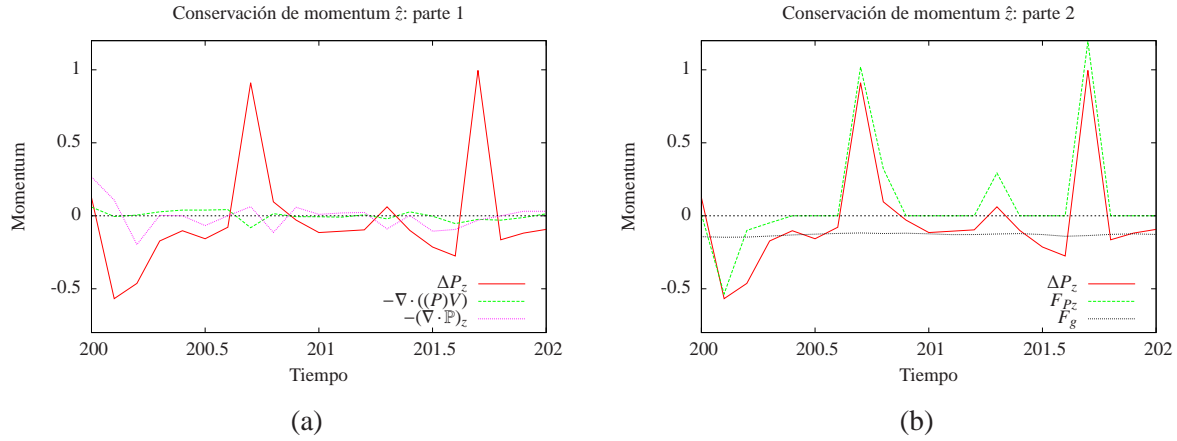 Conservación de momentum ẑ: parte 1
Momentum
1
0.5
0
-0.5
200
200.5
201
201.5
202
Tiempo
ΔP_z
−∇ · ((P)V)
−(∇ · ℙ)_z
(a)
Conservación de momentum ẑ: parte 2
Momentum
1
0.5
0
-0.5
200
200.5
201
201.5
202
Tiempo
ΔP_z
F_Pz
F_g
(b)